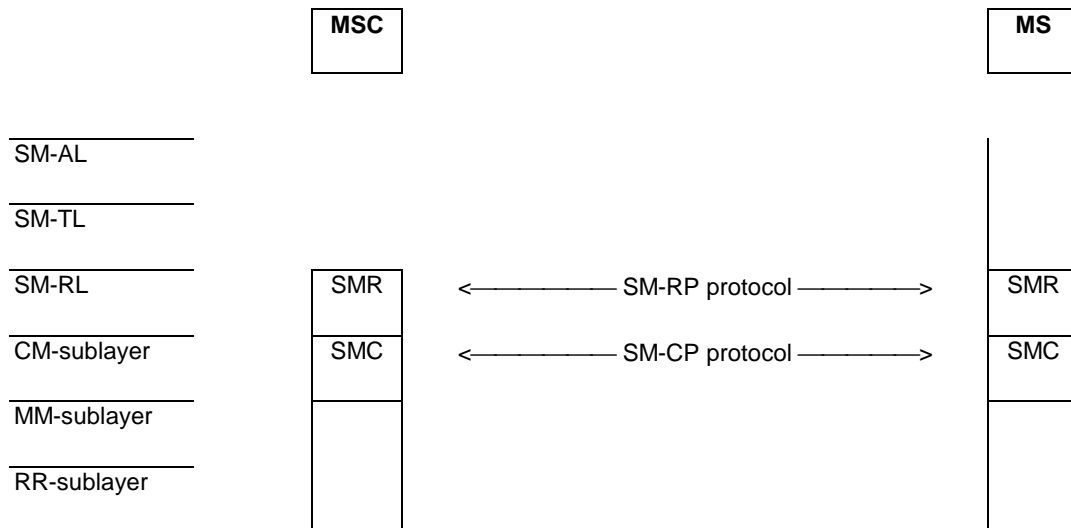 MSC MS
SM-AL
SM-TL
SM-RL SMR <———— SM-RP protocol ————> SMR
CM-sublayer SMC <———— SM-CP protocol ————> SMC
MM-sublayer
RR-sublayer